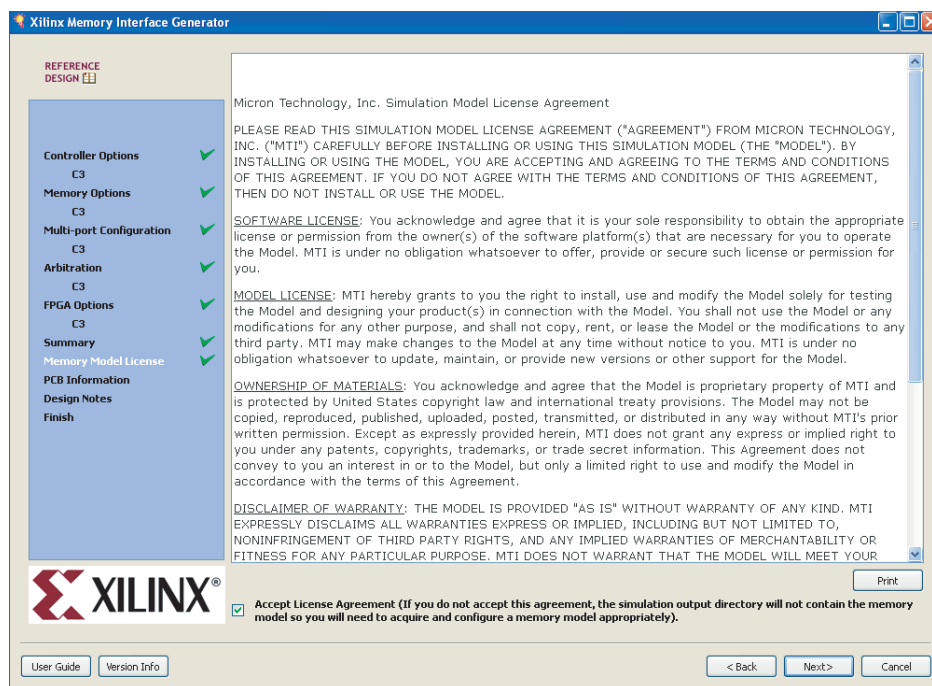 Xilinx Memory Interface Generator
REFERENCE
DESIGN
Controller Options
C3
Memory Options
C3
Multi-port Configuration
C3
Arbitration
C3
FPGA Options
C3
Summary
Memory Model License
PCB Information
Design Notes
Finish
Micron Technology, Inc. Simulation Model License Agreement
PLEASE READ THIS SIMULATION MODEL LICENSE AGREEMENT ("AGREEMENT") FROM MICRON TECHNOLOGY,
INC. ("MTI") CAREFULLY BEFORE INSTALLING OR USING THIS SIMULATION MODEL (THE "MODEL"). BY
INSTALLING OR USING THE MODEL, YOU ARE ACCEPTING AND AGREEING TO THE TERMS AND CONDITIONS
OF THIS AGREEMENT. IF YOU DO NOT AGREE WITH THE TERMS AND CONDITIONS OF THIS AGREEMENT,
THEN DO NOT INSTALL OR USE THE MODEL.
SOFTWARE LICENSE: You acknowledge and agree that it is your sole responsibility to obtain the appropriate
license or permission from the owner(s) of the software platform(s) that are necessary for you to operate
the Model. MTI is under no obligation whatsoever to offer, provide or secure such license or permission for
you.
MODEL LICENSE: MTI hereby grants to you the right to install, use and modify the Model solely for testing
the Model and designing your product(s) in connection with the Model. You shall not use the Model or any
modifications for any other purpose, and shall not copy, rent, or lease the Model or the modifications to any
third party. MTI may make changes to the Model at any time without notice to you. MTI is under no
obligation whatsoever to update, maintain, or provide new versions or other support for the Model.
OWNERSHIP OF MATERIALS: You acknowledge and agree that the Model is proprietary property of MTI and
is protected by United States copyright law and international treaty provisions. The Model may not be
copied, reproduced, published, uploaded, posted, transmitted, or distributed in any way without MTI's prior
written permission. Except as expressly provided herein, MTI does not grant any express or implied right to
you under any patents, copyrights, trademarks, or trade secret information. This Agreement does not
convey to you an interest in or to the Model, but only a limited right to use and modify the Model in
accordance with the terms of this Agreement.
DISCLAIMER OF WARRANTY: THE MODEL IS PROVIDED "AS IS" WITHOUT WARRANTY OF ANY KIND. MTI
EXPRESSLY DISCLAIMS ALL WARRANTIES EXPRESS OR IMPLIED, INCLUDING BUT NOT LIMITED TO,
NONINFRINGEMENT OF THIRD PARTY RIGHTS, AND ANY IMPLIED WARRANTIES OF MERCHANTABILITY OR
FITNESS FOR ANY PARTICULAR PURPOSE. MTI DOES NOT WARRANT THAT THE MODEL WILL MEET YOUR
Print
XILINX®
Accept License Agreement (If you do not accept this agreement, the simulation output directory will not contain the memory
model so you will need to acquire and configure a memory model appropriately).
User Guide
Version Info
< Back
Next>
Cancel